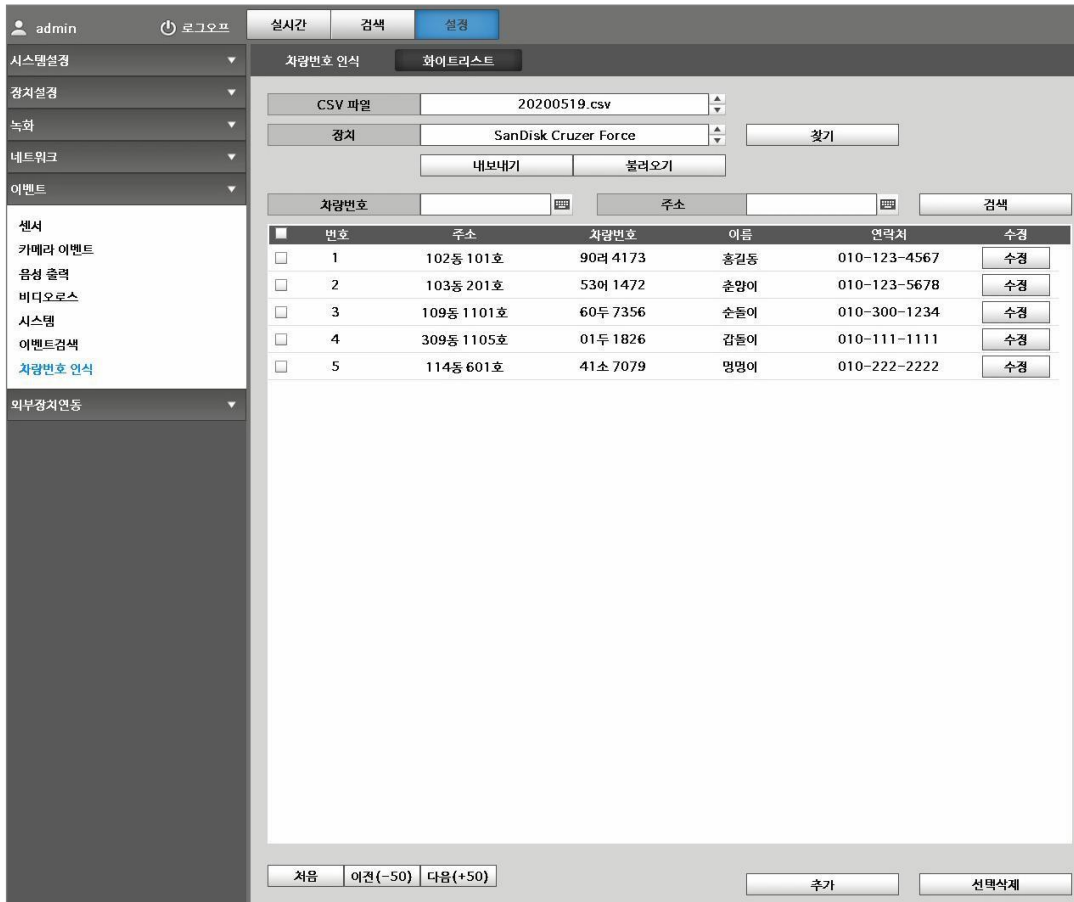 admin 로그오프 실시간 검색 설정
시스템설정 차량번호 인식 화이트리스트
장치설정
CSV 파일 20200519.csv
녹화
장치 SanDisk Cruzer Force 찾기
네트워크
내보내기 불러오기
이벤트
차량번호 주소 검색
센서
카메라 이벤트
음성 출력
비디오로스
시스템
이벤트검색
차량번호 인식
외부장치연동
번호 주소 차량번호 이름 연락처 수정
1 102동 101호 90러 4173 홍길동 010-123-4567 수정
2 103동 201호 53어 1472 춘향이 010-123-5678 수정
3 109동 1101호 60두 7356 순돌이 010-300-1234 수정
4 309동 1105호 01두 1826 갑돌이 010-111-1111 수정
5 114동 601호 41소 7079 멍멍이 010-222-2222 수정
처음 이전(-50) 다음(+50)
추가 선택삭제